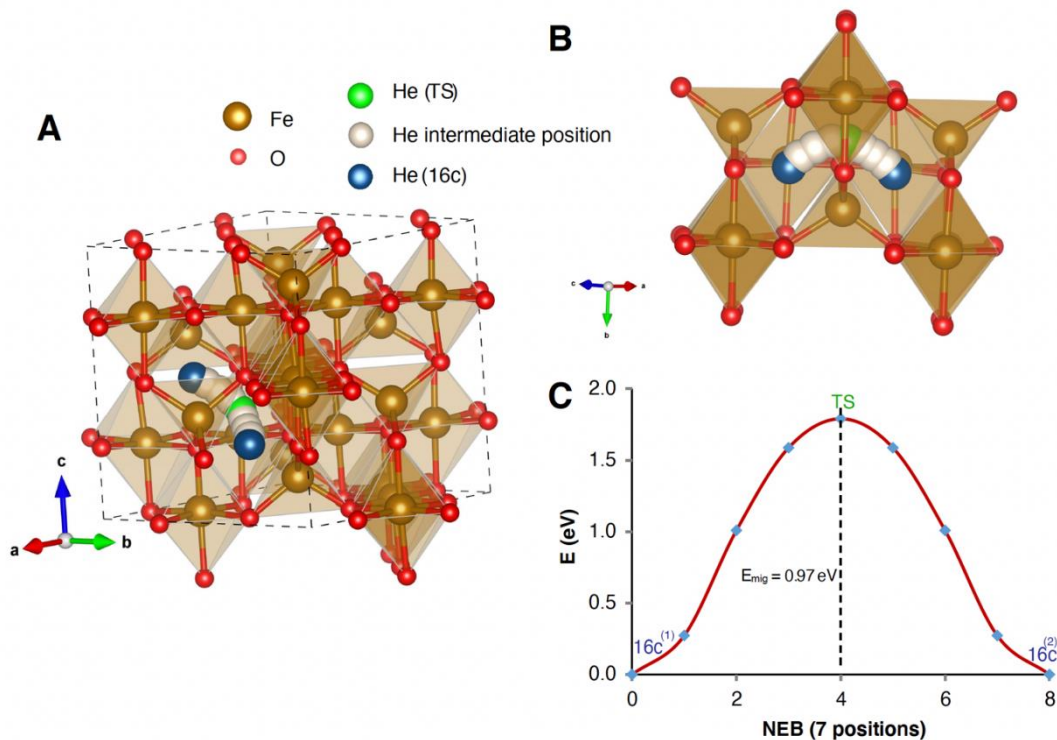 A
Fe
O
He (TS)
He intermediate position
He (16c)
c
a
b
B
c
a
b
C
E (eV)
2.0
1.5
1.0
0.5
0.0
TS
E_mig = 0.97 eV
16c(1)
16c(2)
0 2 4 6 8
NEB (7 positions)